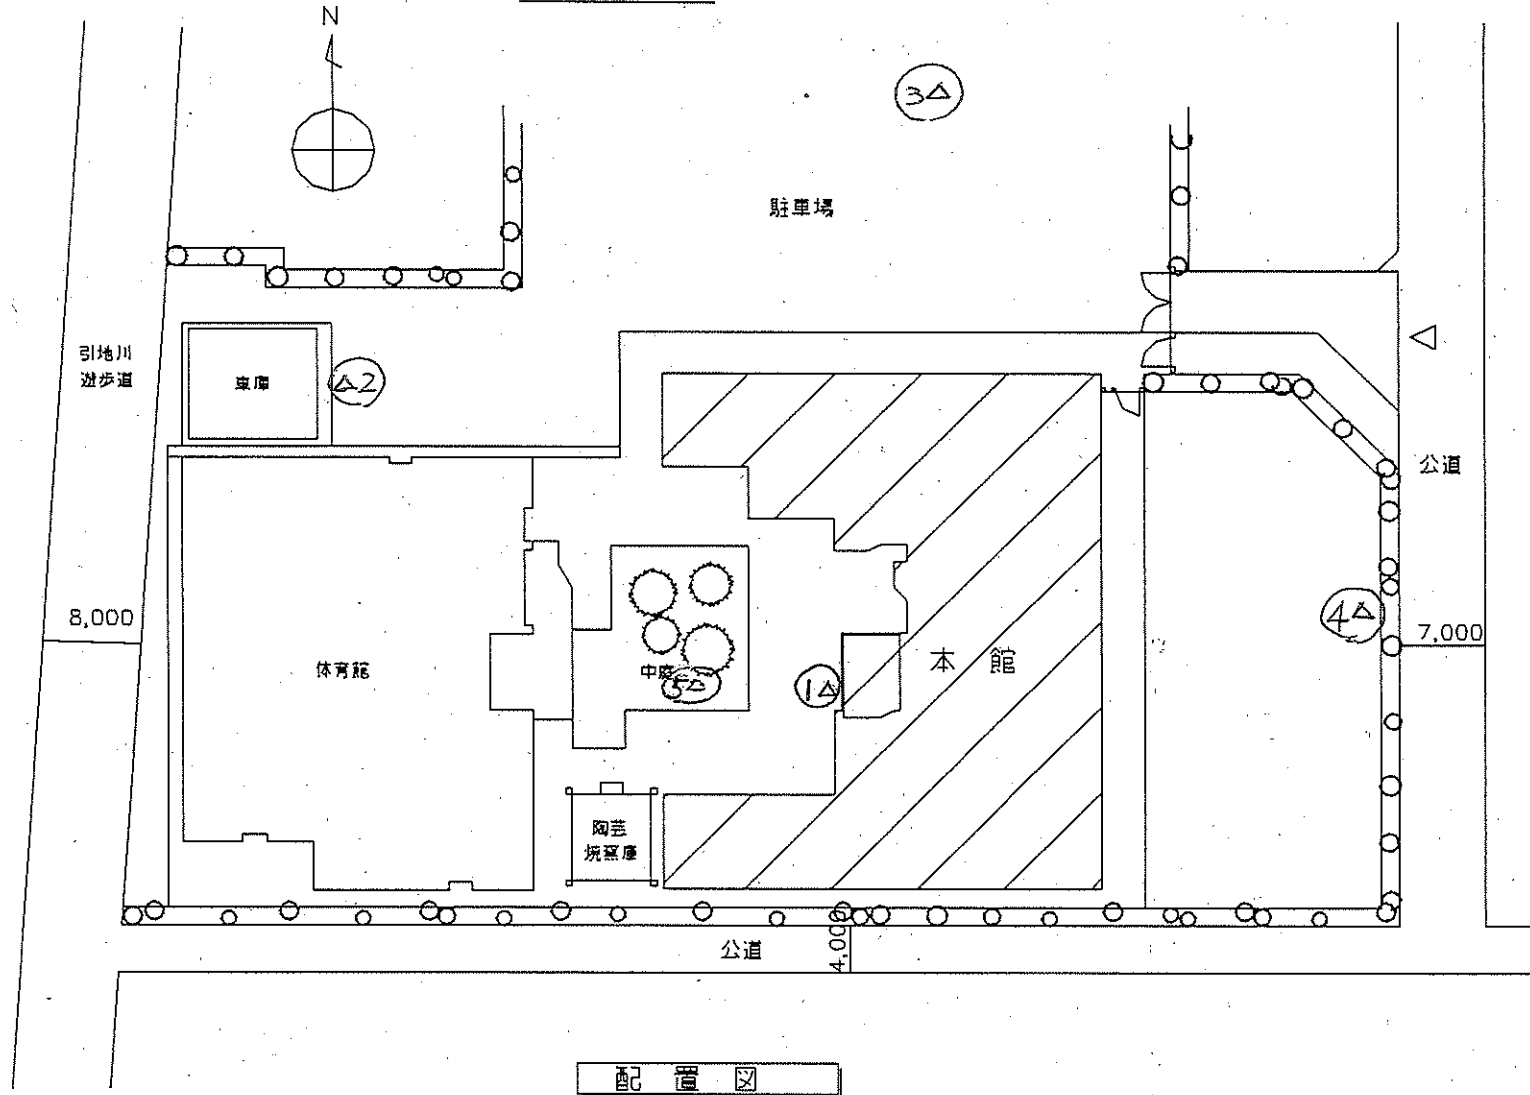 N
3△
駐車場
引地川
遊歩道
車庫
△2
公道
8,000
4△
7,000
体育館
中庭
5△
1△
本 館
陶芸
焼窯庫
公道
4,000
配 置 図